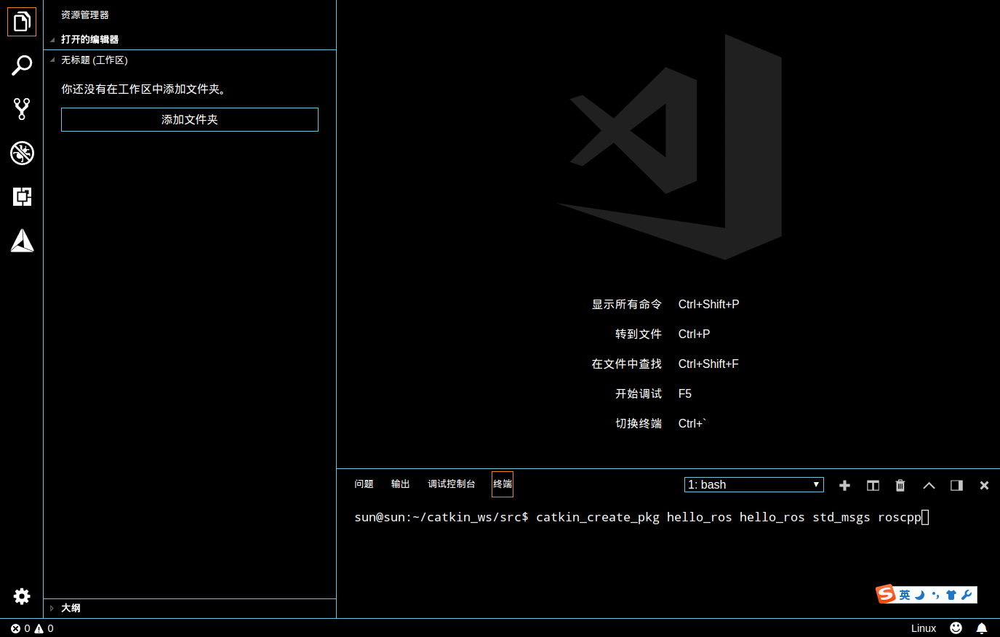 资源管理器
打开的编辑器
无标题 (工作区)
你还没有在工作区中添加文件夹。
添加文件夹
显示所有命令 Ctrl+Shift+P
转到文件 Ctrl+P
在文件中查找 Ctrl+Shift+F
开始调试 F5
切换终端 Ctrl+`
问题 输出 调试控制台 终端 1: bash
sun@sun:~/catkin_ws/src$ catkin_create_pkg hello_ros hello_ros std_msgs roscpp
S 英
大纲
0 0 Linux